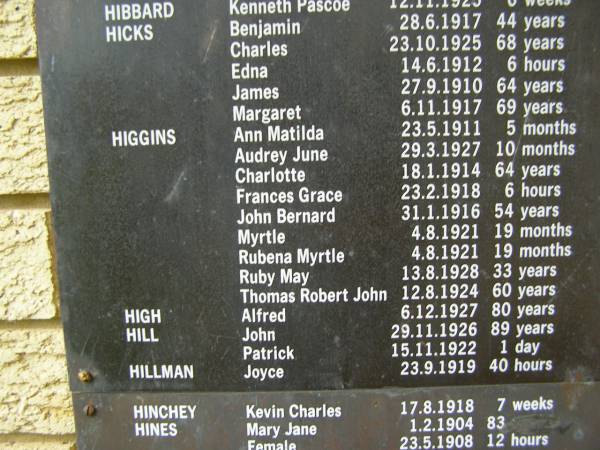 HIBBARD Kenneth Pascoe 12.11.1925 6 weeks
HICKS Benjamin 28.6.1917 44 years
Charles 23.10.1925 68 years
Edna 14.6.1912 6 hours
James 27.9.1910 64 years
Margaret 6.11.1917 69 years
HIGGINS Ann Matilda 23.5.1911 5 months
Audrey June 29.3.1927 10 months
Charlotte 18.1.1914 64 years
Frances Grace 23.2.1918 6 hours
John Bernard 31.1.1916 54 years
Myrtle 4.8.1921 19 months
Rubena Myrtle 4.8.1921 19 months
Ruby May 13.8.1928 33 years
Thomas Robert John 12.8.1924 60 years
HIGH Alfred 6.12.1927 80 years
HILL John 29.11.1926 89 years
Patrick 15.11.1922 1 day
HILLMAN Joyce 23.9.1919 40 hours
HINCHEY Kevin Charles 17.8.1918 7 weeks
HINES Mary Jane 1.2.1904 83
Female 23.5.1908 12 hours